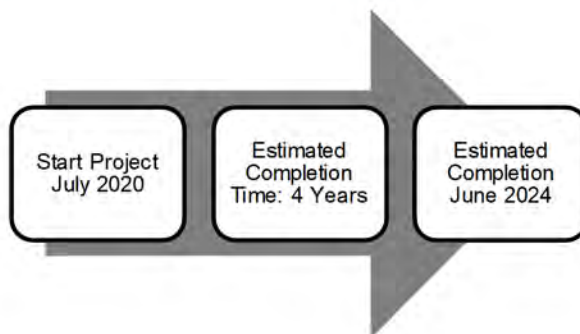 Start Project
July 2020
Estimated
Completion
Time: 4 Years
Estimated
Completion
June 2024